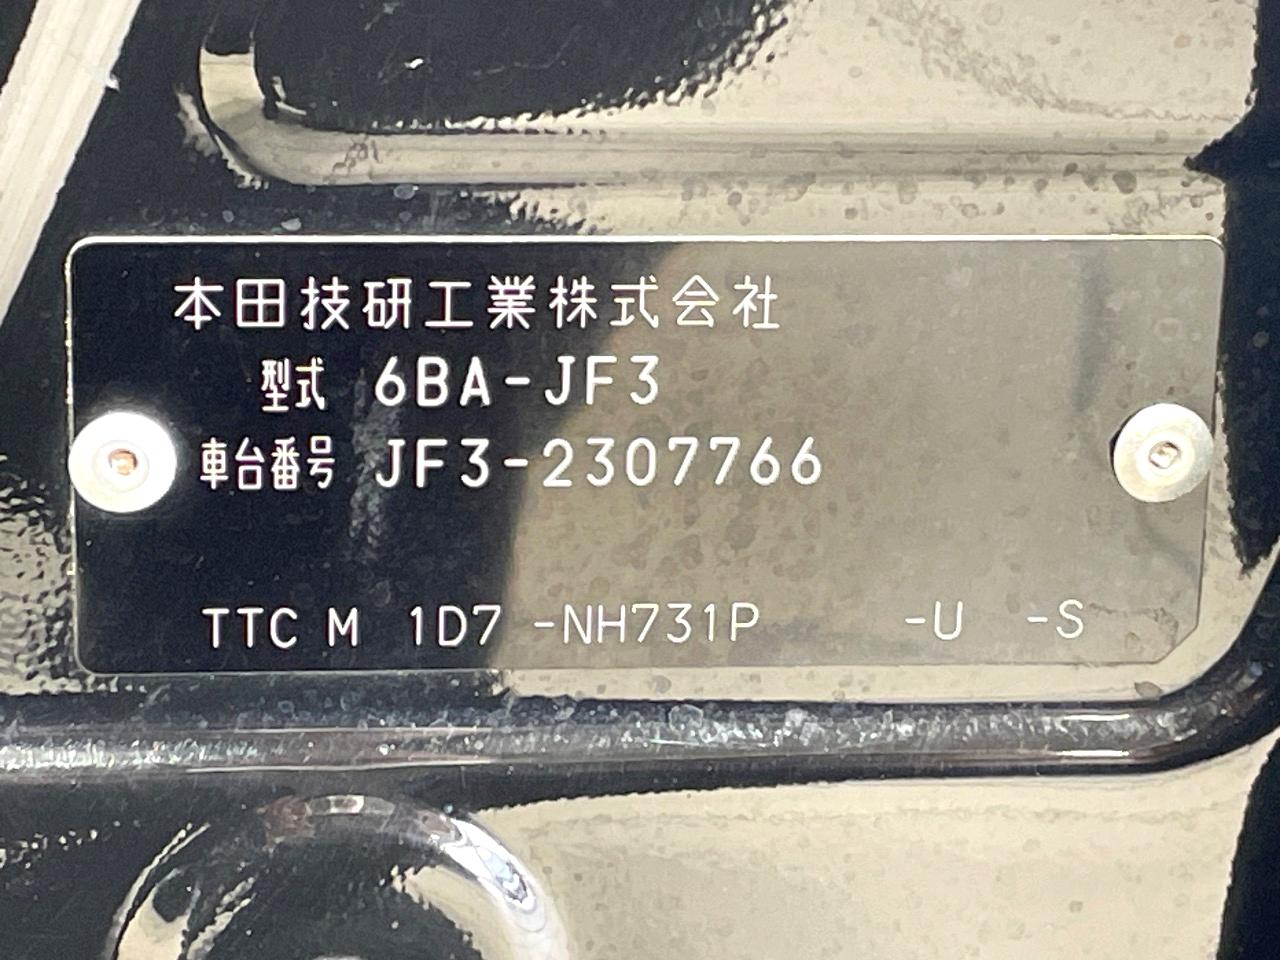 本田技研工業株式会社
型式 6BA-JF3
車台番号 JF3-2307766
TTC M 1D7 -NH731P -U -S